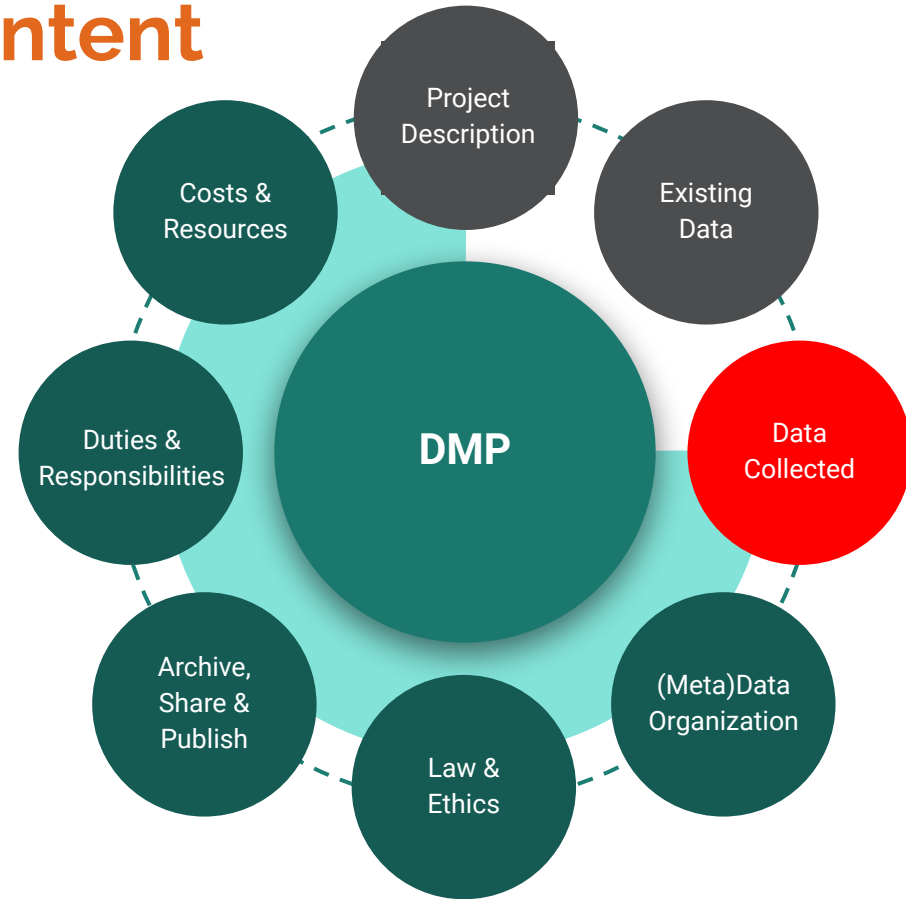 ntent
Project
Description
Existing
Data
Data
Collected
(Meta)Data
Organization
Law &
Ethics
Archive,
Share &
Publish
Duties &
Responsibilities
Costs &
Resources
DMP